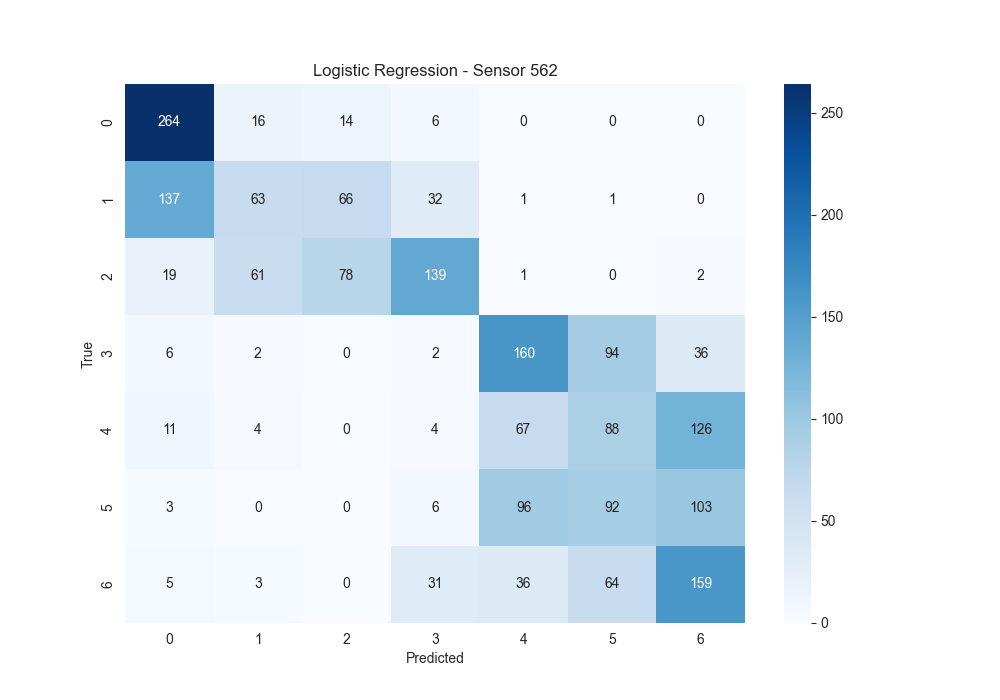 Logistic Regression - Sensor 562
0 264 16 14 6 0 0 0
1 137 63 66 32 1 1 0
2 19 61 78 139 1 0 2
3 6 2 0 2 160 94 36
4 11 4 0 4 67 88 126
5 3 0 0 6 96 92 103
6 5 3 0 31 36 64 159
0 1 2 3 4 5 6
Predicted
True
250
200
150
100
50
0